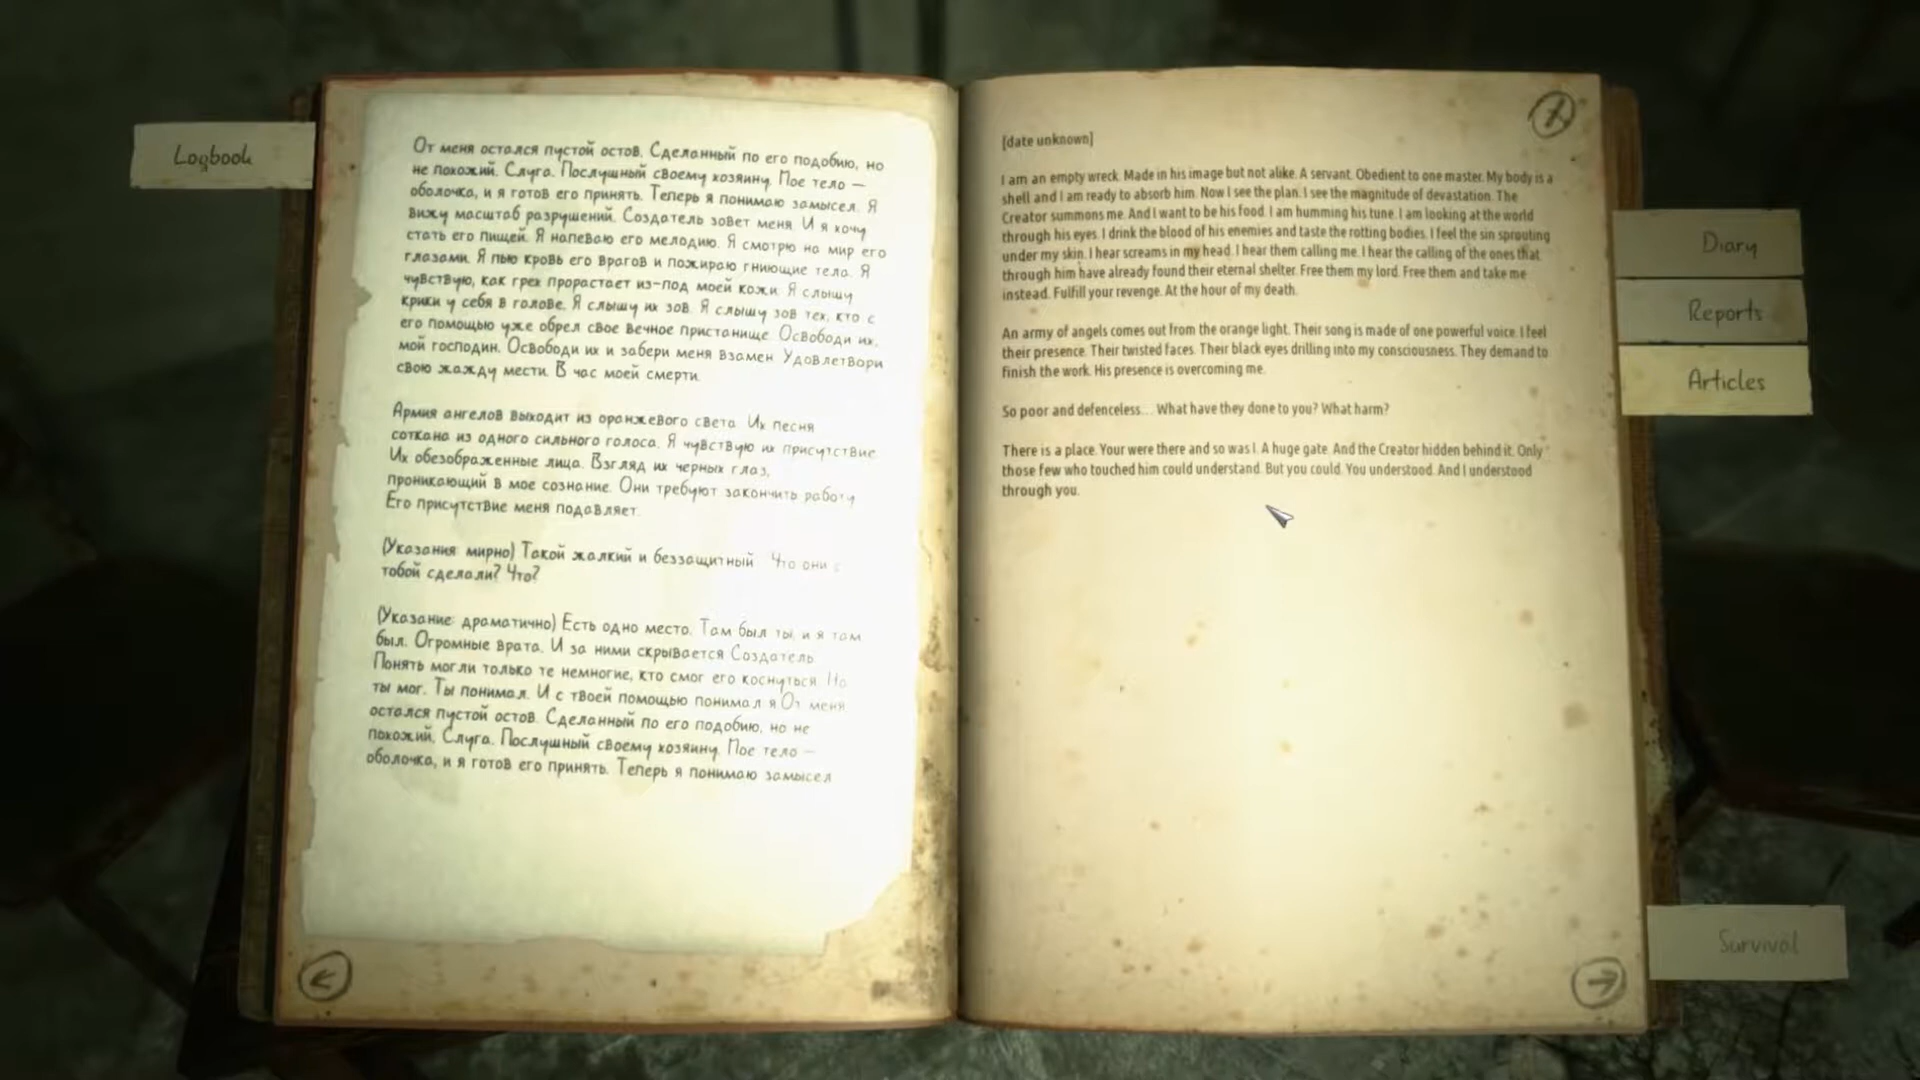 Logbook
От меня остался пустой остов. Сделанный по его подобию, но
не похожий. Слуга. Послушный своему хозяину. Пое тело —
оболочка, и я готов его принять. Теперь я понимаю замысел. Я
вижу масштаб разрушений. Создатель зовет меня. И я хочу
стать его пищей. Я напеваю его мелодию. Я смотрю на мир его
глазами. Я пью кровь его врагов и пожираю гниющие тела. Я
чувствую, как грех прорастает из-под моей кожи. Я слышу
крики у себя в голове. Я слышу их зов. Я слышу зов тех, кто с
его помощью уже обрел свое вечное пристанище. Освободи их,
мой господин. Освободи их и забери меня взамен. Удовлетвори
свою жажду мести. В час моей смерти.
Армия ангелов выходит из оранжевого света. Их песня
соткана из одного сильного голоса. Я чувствую их присутствие.
Их обезображенные лица. Взгляд их черных глаз,
проникающий в мое сознание. Они требуют закончить работу.
Его присутствие меня подавляет.
(Указания: мирно) Такой жалкий и беззащитный... Что они с
тобой сделали? Что?
(Указание: драматично) Есть одно место. Там был ты, и я там
был. Огромные врата. И за ними скрывается Создатель.
Понять могли только те немногие, кто смог его коснуться. Но
ты мог. Ты понимал. И с твоей помощью понимал я.От меня
остался пустой остов. Сделанный по его подобию, но не
похожий. Слуга. Послушный своему хозяину. Пое тело —
оболочка, и я готов его принять. Теперь я понимаю замысел
[date unknown]
I am an empty wreck. Made in his image but not alike. A servant. Obedient to one master. My body is a
shell and I am ready to absorb him. Now I see the plan. I see the magnitude of devastation. The
Creator summons me. And I want to be his food. I am humming his tune. I am looking at the world
through his eyes. I drink the blood of his enemies and taste the rotting bodies. I feel the sin sprouting
under my skin. I hear screams in my head. I hear them calling me. I hear the calling of the ones that
through him have already found their eternal shelter. Free them my lord. Free them and take me
instead. Fulfill your revenge. At the hour of my death.
An army of angels comes out from the orange light. Their song is made of one powerful voice. I feel
their presence. Their twisted faces. Their black eyes drilling into my consciousness. They demand to
finish the work. His presence is overcoming me.
So poor and defenceless... What have they done to you? What harm?
There is a place. Your were there and so was I. A huge gate. And the Creator hidden behind it. Only
those few who touched him could understand. But you could. You understood. And I understood
through you.
Diary
Reports
Articles
Survival